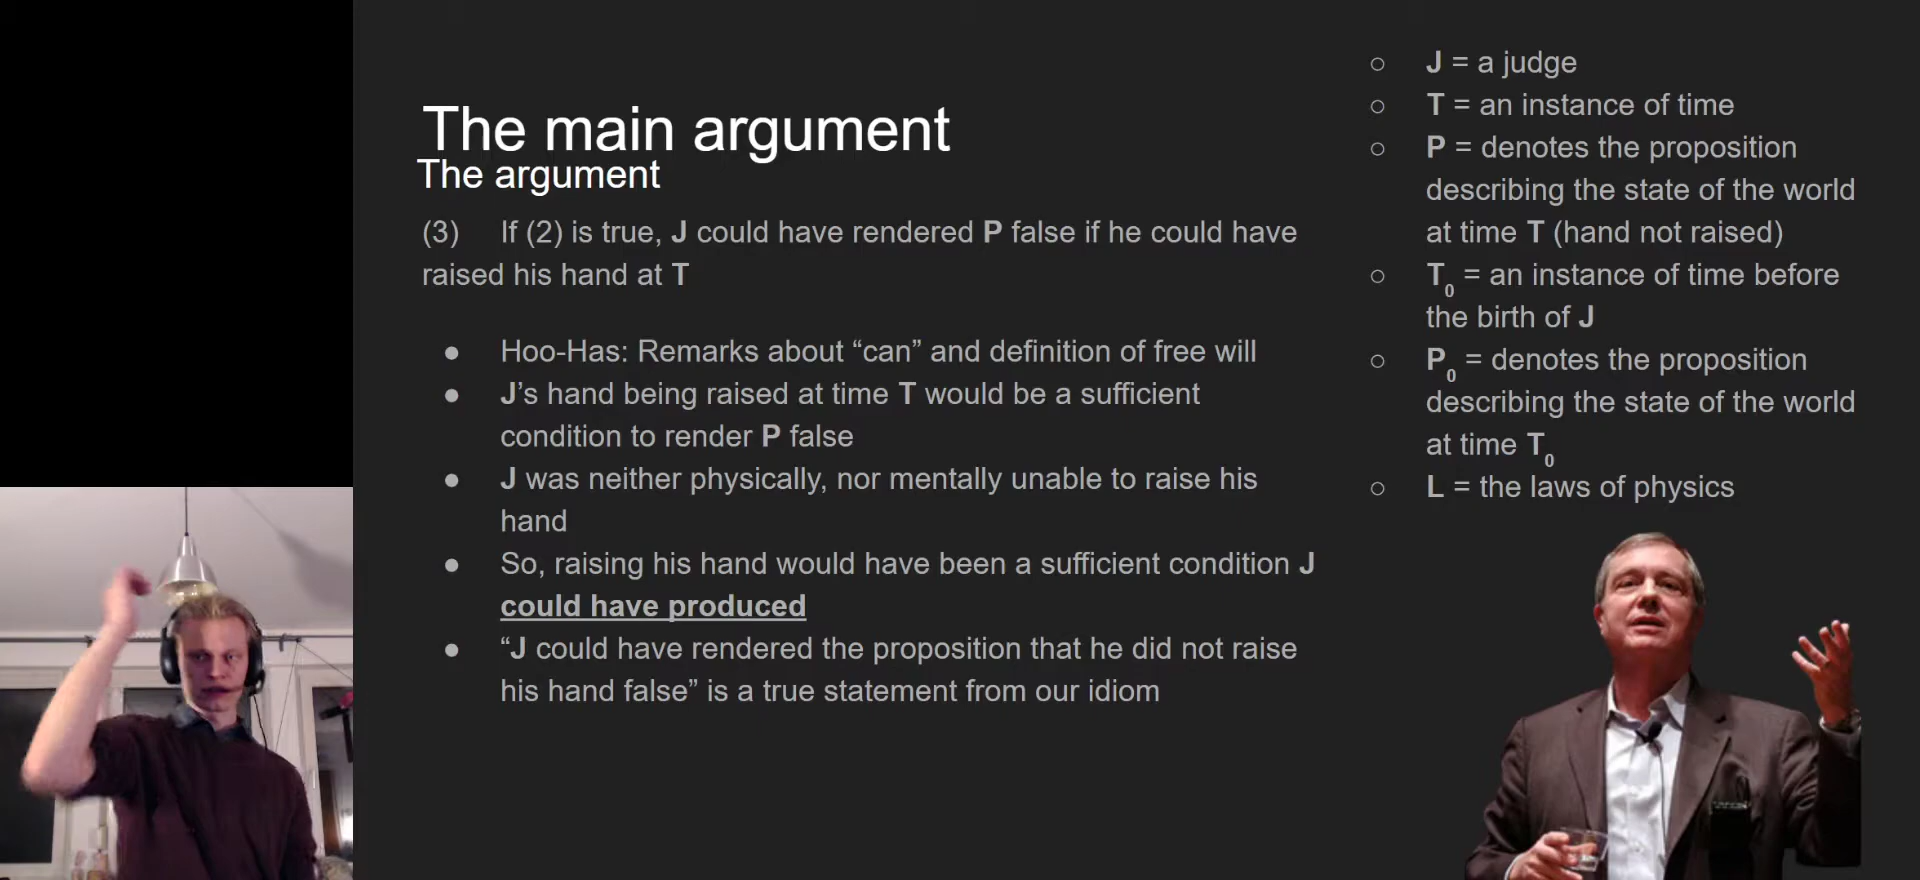 The main argument
The argument
(3) If (2) is true, J could have rendered P false if he could have
raised his hand at T
● Hoo-Has: Remarks about “can” and definition of free will
● J’s hand being raised at time T would be a sufficient
condition to render P false
● J was neither physically, nor mentally unable to raise his
hand
● So, raising his hand would have been a sufficient condition J
could have produced
● “J could have rendered the proposition that he did not raise
his hand false” is a true statement from our idiom
○ J = a judge
○ T = an instance of time
○ P = denotes the proposition
describing the state of the world
at time T (hand not raised)
○ T₀ = an instance of time before
the birth of J
○ P₀ = denotes the proposition
describing the state of the world
at time T₀
○ L = the laws of physics